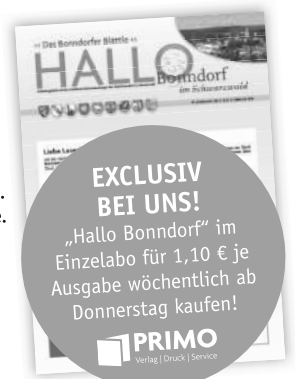 »» Des Bonndorfer Blättle ««
HALLO
Bonndorf
im Schwarzwald
EXCLUSIV
BEI UNS!
„Hallo Bonndorf“ im
Einzelabo für 1,10 € je
Ausgabe wöchentlich ab
Donnerstag kaufen!
PRIMO
Verlag | Druck | Service